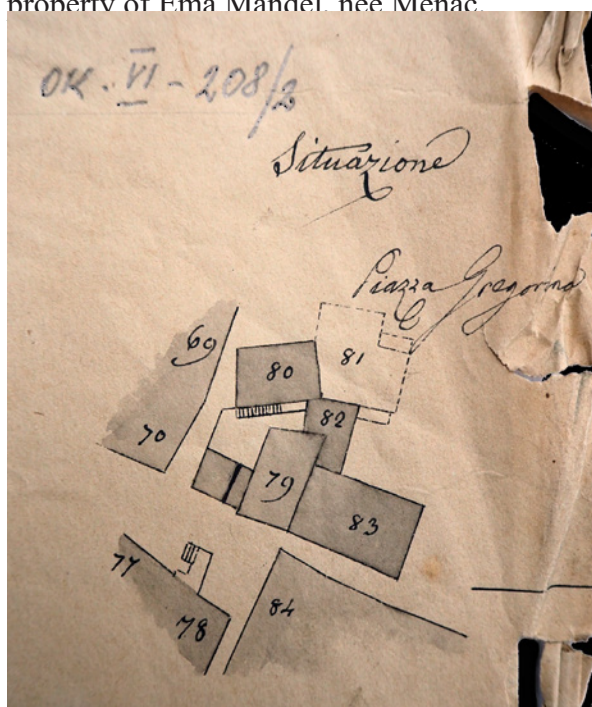 property of Ema Mandel, nee Menac.
OK. VI - 208/2
Situazione
Piazza Gregorina
69
80
81
70
82
79
83
77
84
78